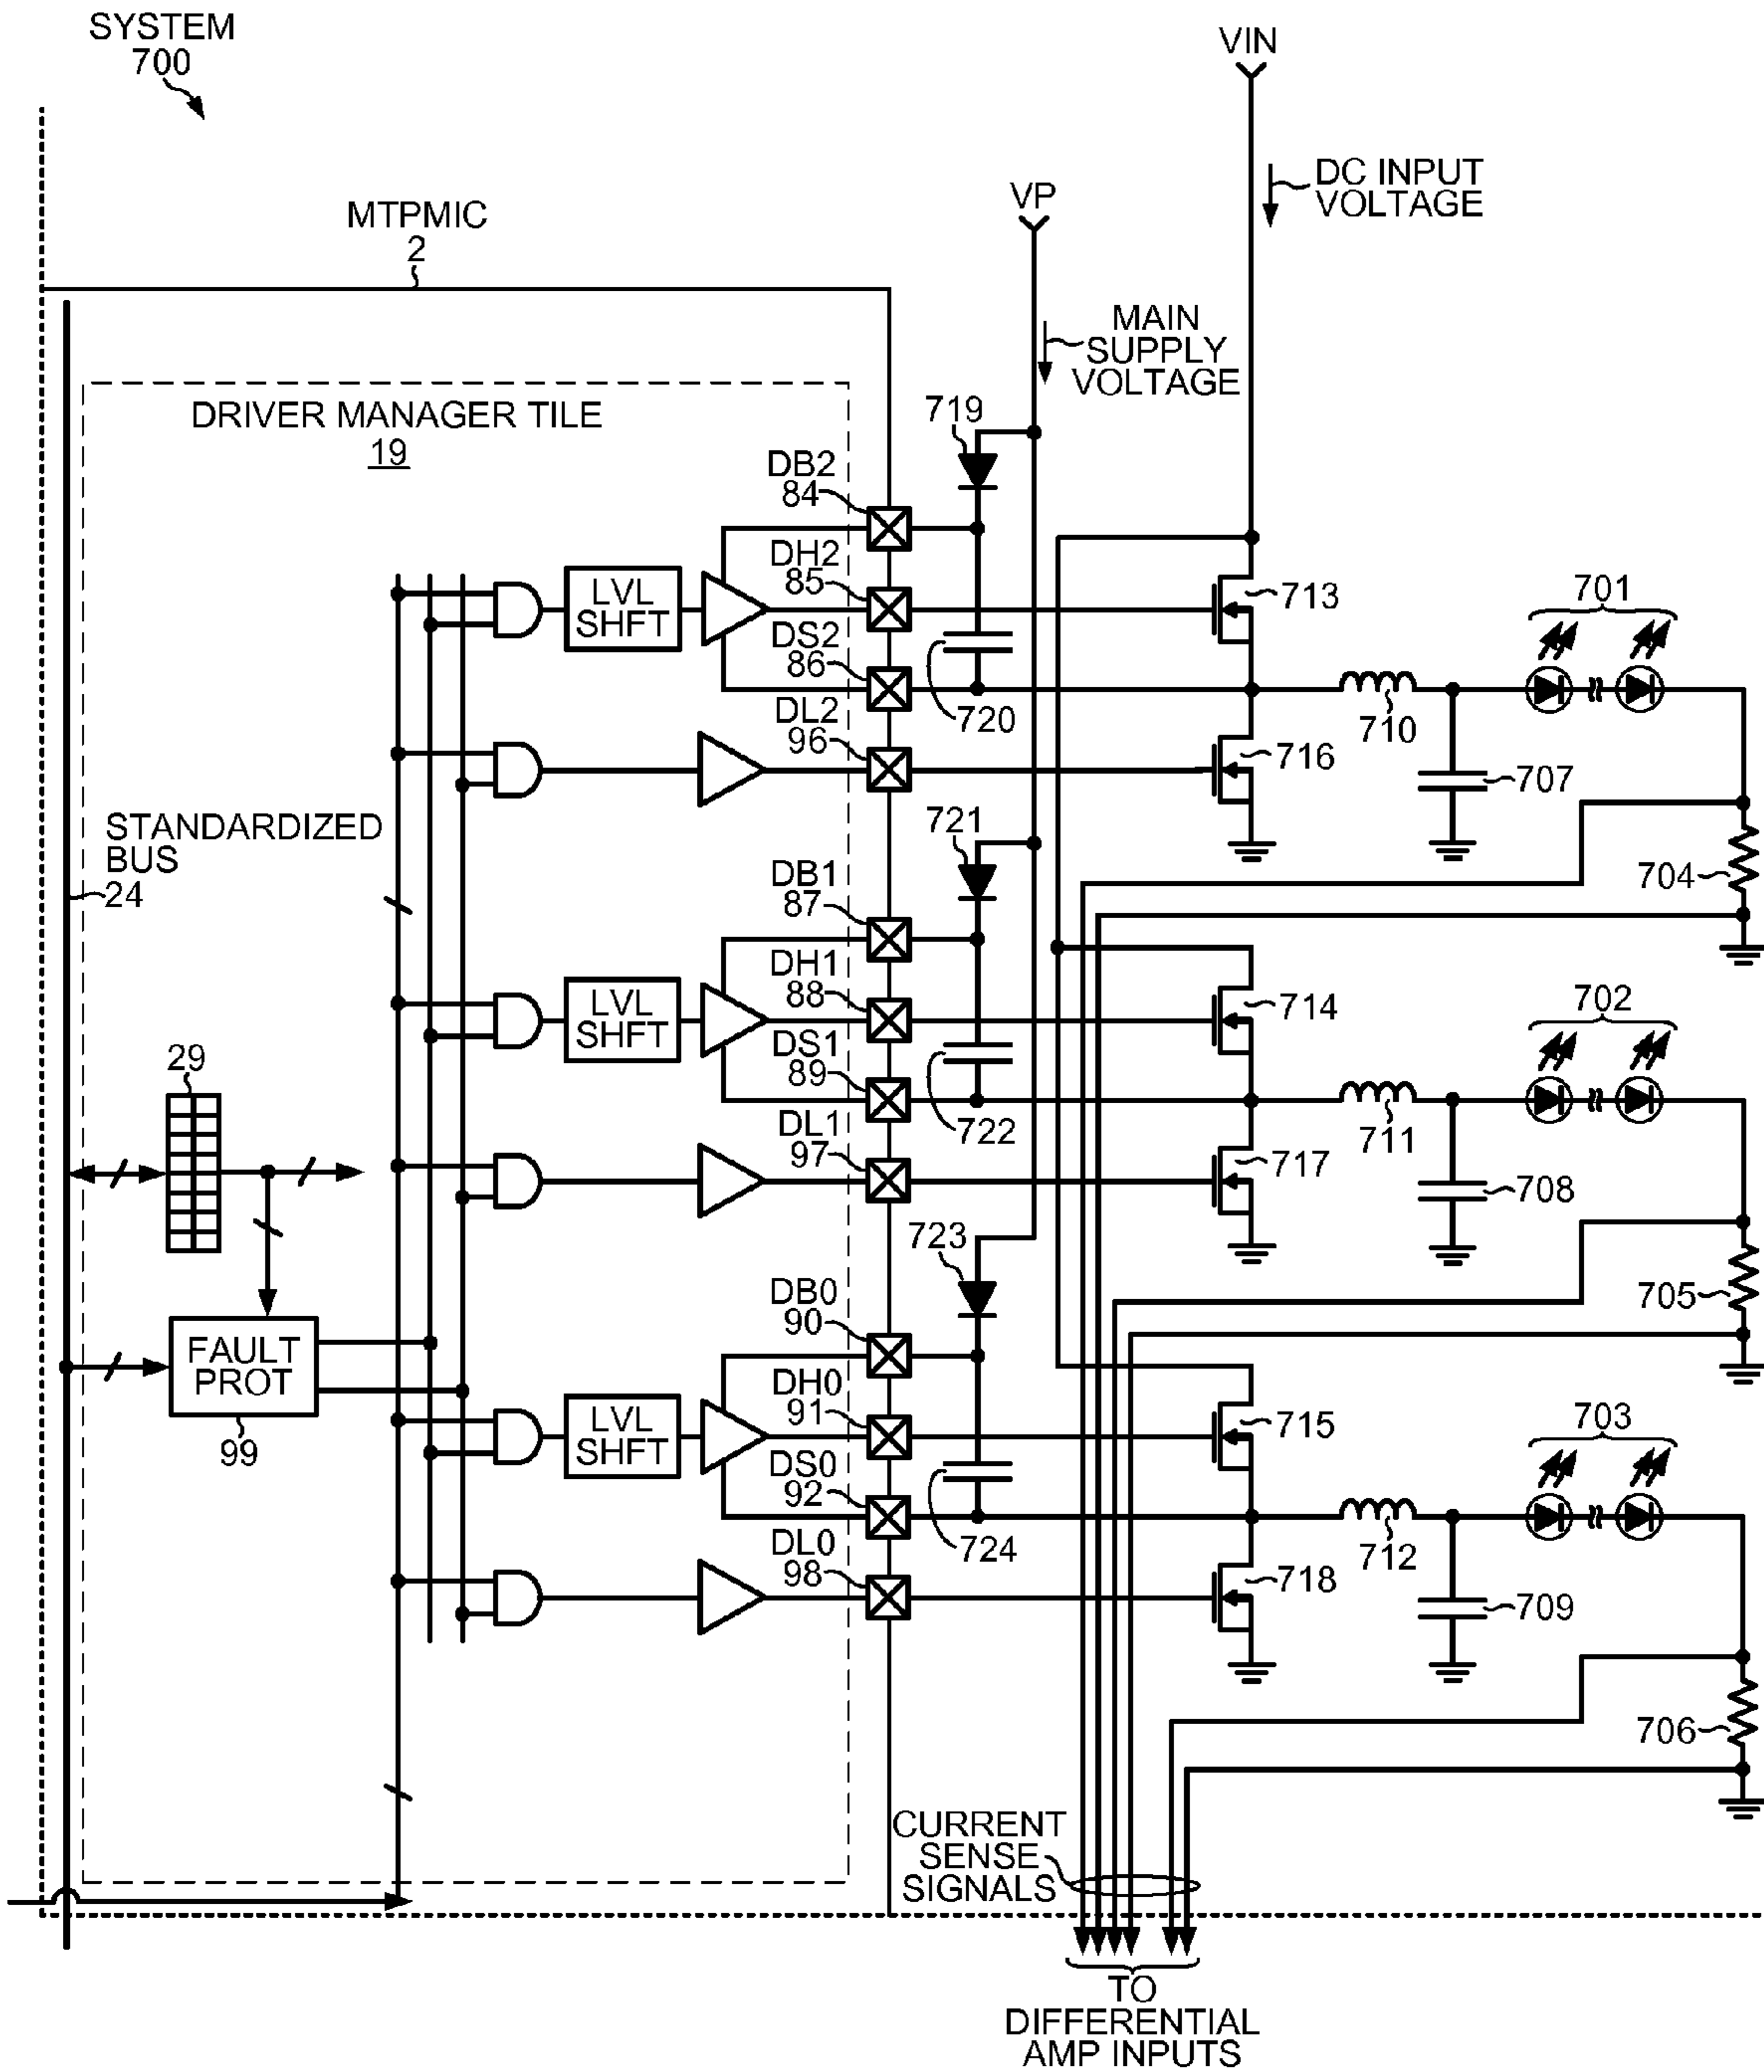 SYSTEM
700
VIN
DC INPUT
VOLTAGE
VP
MTPMIC
2
MAIN
SUPPLY
VOLTAGE
DRIVER MANAGER TILE
19
719
DB2
84
DH2
85
LVL
SHFT
DS2
86
713
701
720
710
DL2
96
716
707
STANDARDIZED
BUS
24
721
DB1
87
704
DH1
88
LVL
SHFT
DS1
89
714
702
29
722
711
DL1
97
717
708
723
DB0
90
705
FAULT
PROT
99
DH0
91
LVL
SHFT
DS0
92
715
703
724
712
DL0
98
718
709
706
CURRENT
SENSE
SIGNALS
TO
DIFFERENTIAL
AMP INPUTS